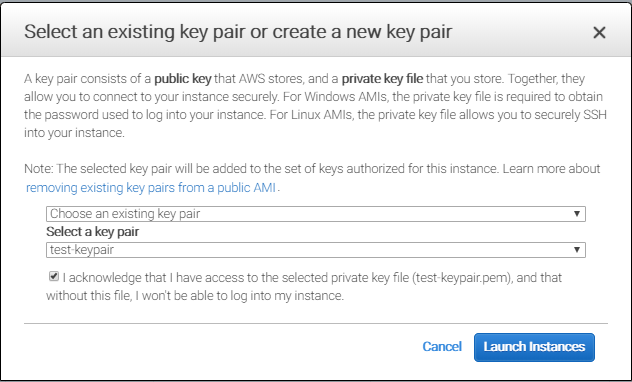 Select an existing key pair or create a new key pair
A key pair consists of a public key that AWS stores, and a private key file that you store. Together, they
allow you to connect to your instance securely. For Windows AMIs, the private key file is required to obtain
the password used to log into your instance. For Linux AMIs, the private key file allows you to securely SSH
into your instance.
Note: The selected key pair will be added to the set of keys authorized for this instance. Learn more about
removing existing key pairs from a public AMI.
Choose an existing key pair
Select a key pair
test-keypair
I acknowledge that I have access to the selected private key file (test-keypair.pem), and that
without this file, I won't be able to log into my instance.
Cancel Launch Instances